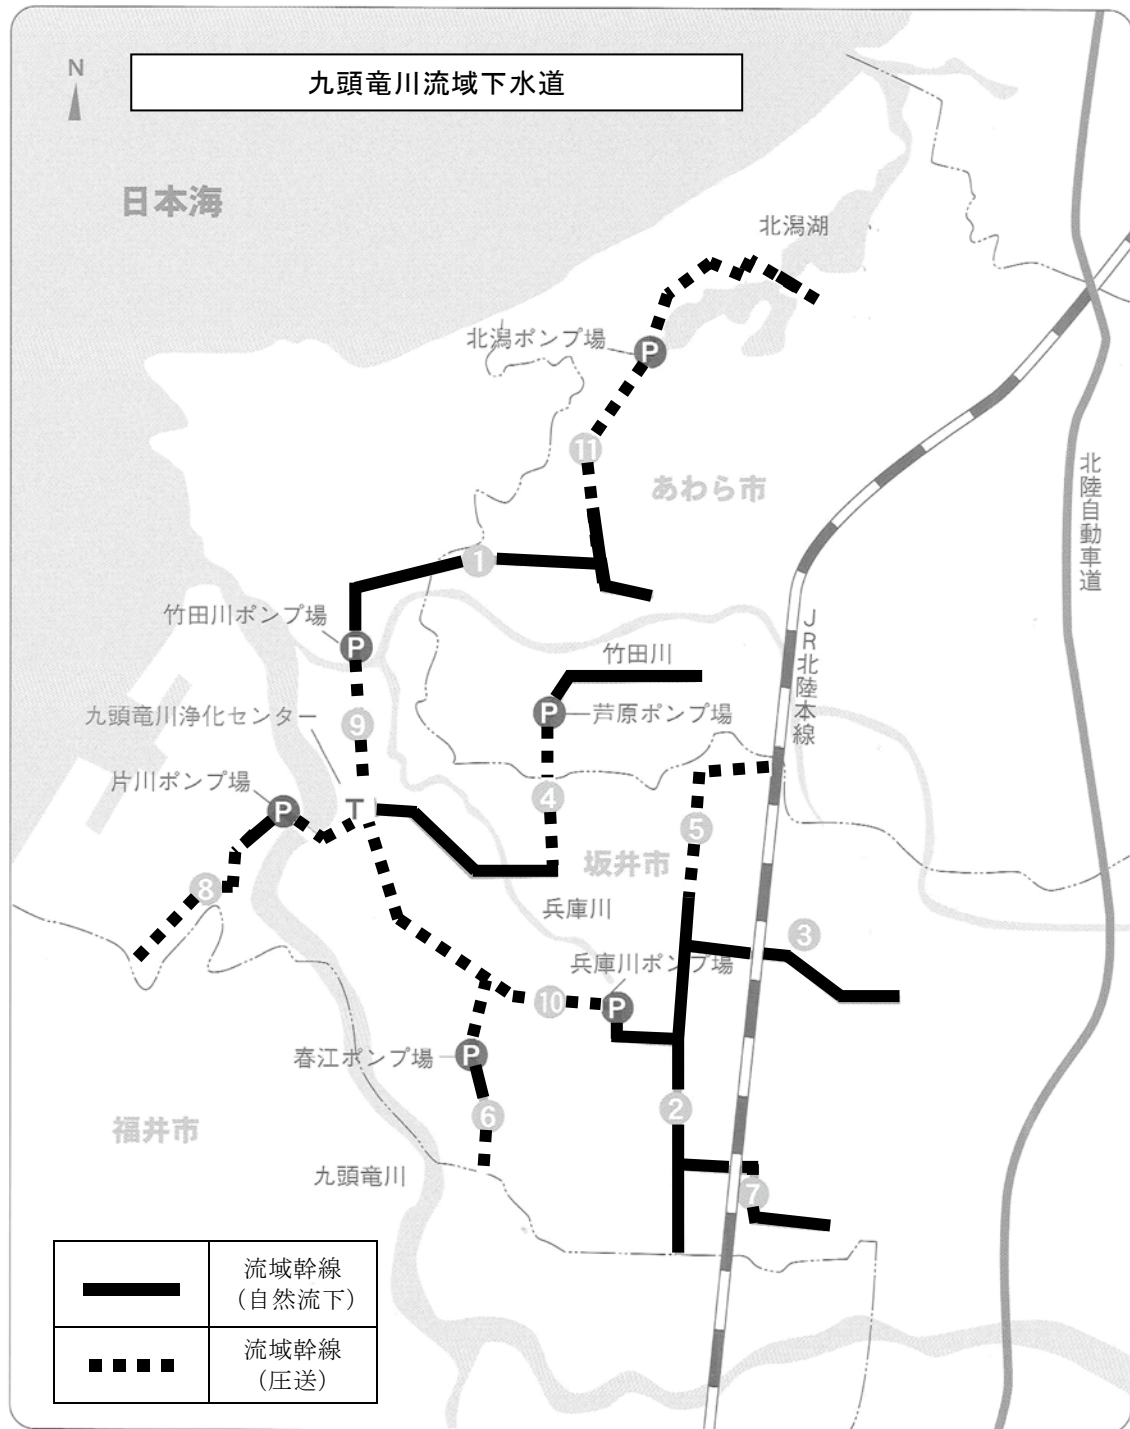 九頭竜川流域下水道
N
日本海
北潟湖
北潟ポンプ場
P
⑪
あわら市
北陸自動車道
①
竹田川ポンプ場
P
竹田川
JR北陸本線
P
芦原ポンプ場
九頭竜川浄化センター
⑨
片川ポンプ場
P
T
④
⑤
坂井市
⑧
兵庫川
③
兵庫川ポンプ場
⑩
P
春江ポンプ場
P
⑥
②
福井市
九頭竜川
⑦
流域幹線
（自然流下）
流域幹線
（圧送）